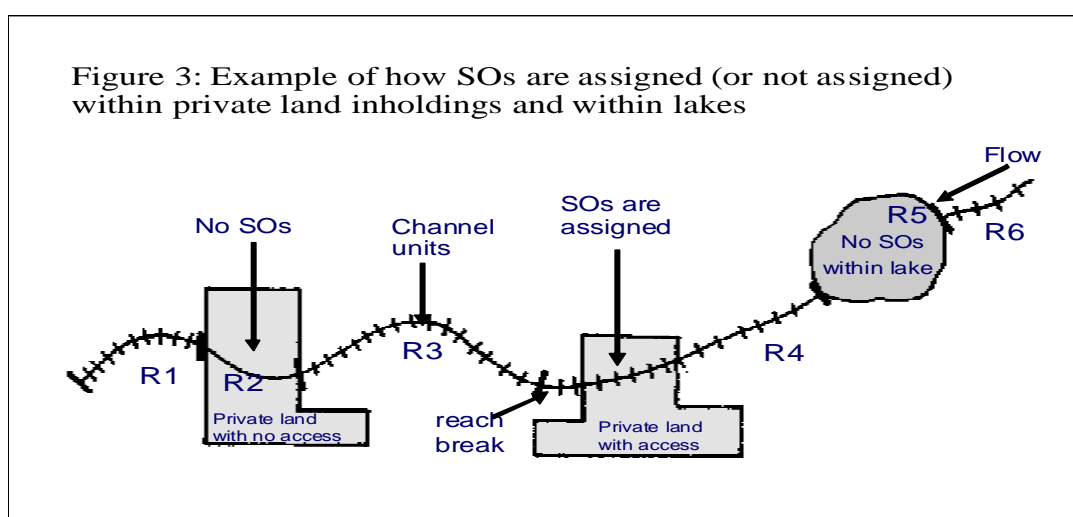 Figure 3: Example of how SOs are assigned (or not assigned)
within private land inholdings and within lakes
Flow
SOs are
assigned
R5
No SOs
Channel
units
R6
No SOs
within lake
R3
R4
R1
R2
reach
break
Private land
with no access
Private land
with access